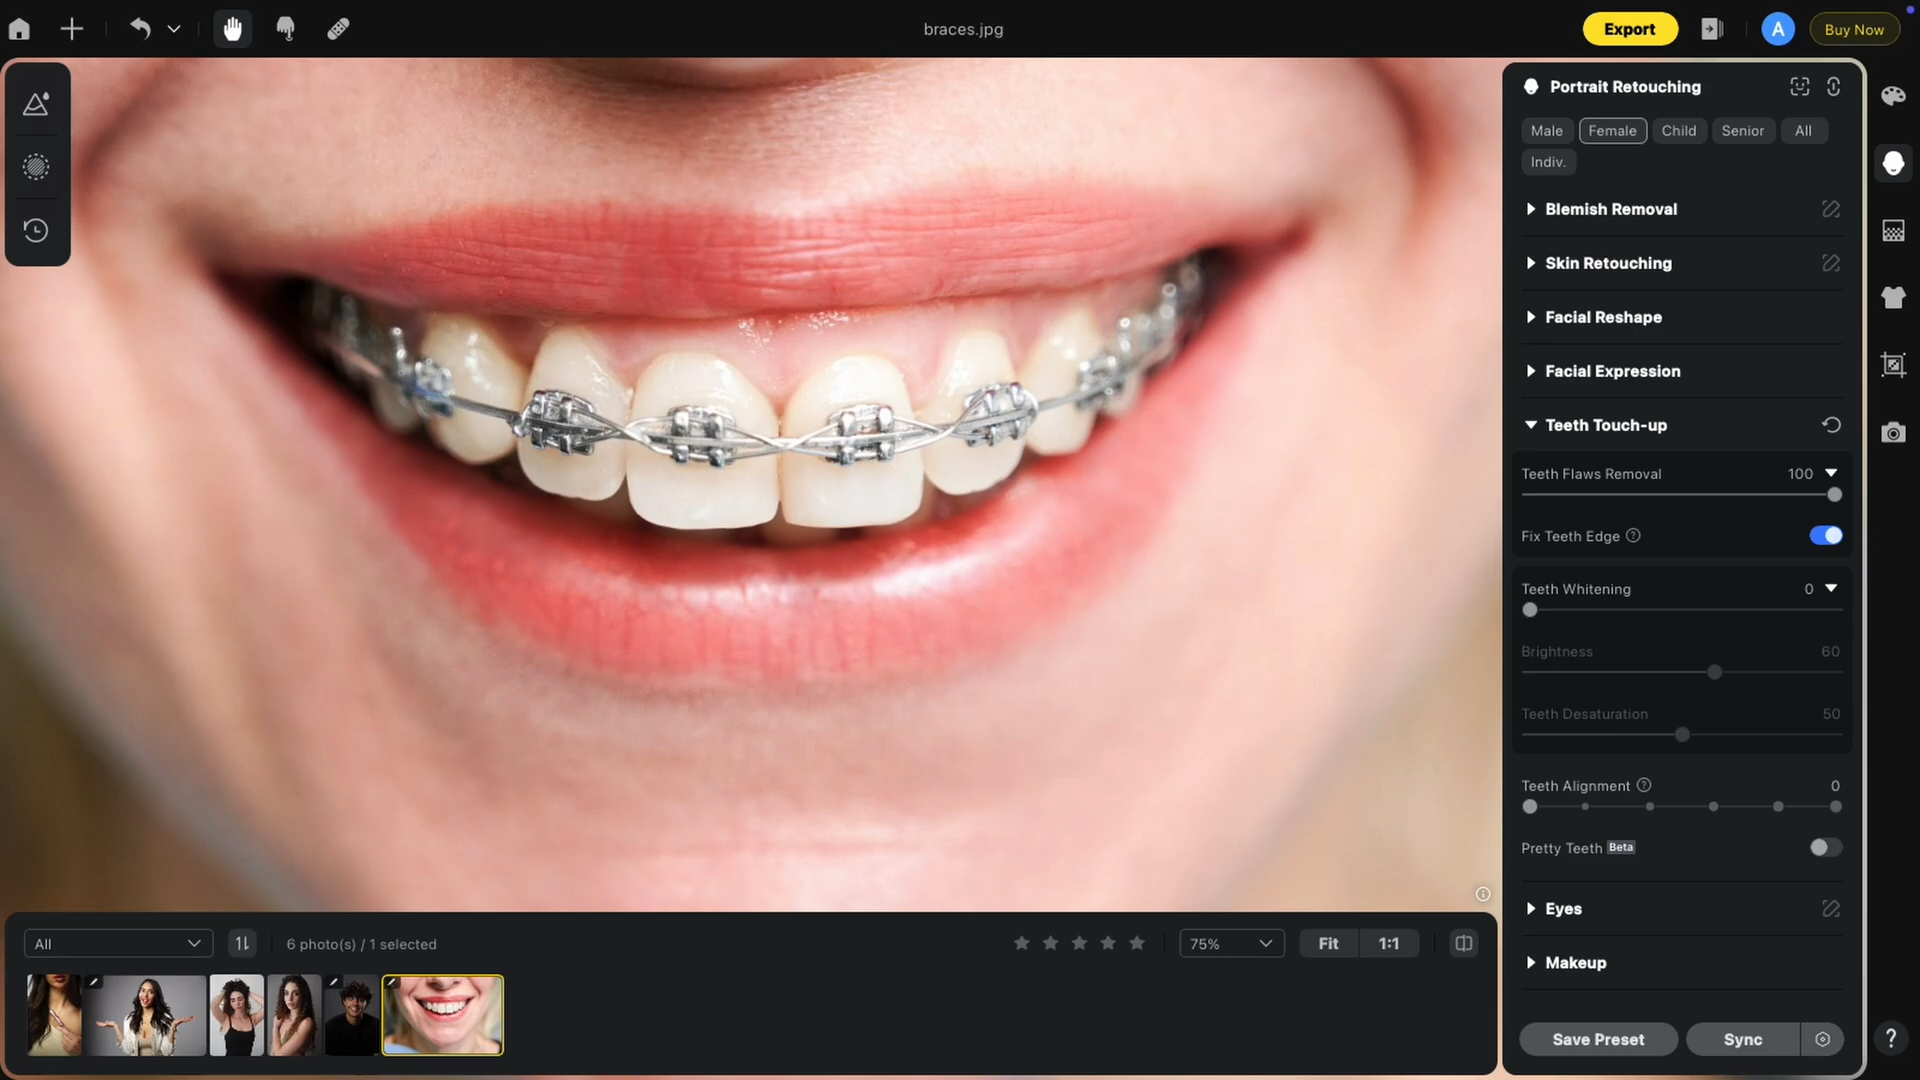 braces.jpg
Export
A
Buy Now
Portrait Retouching
Male
Female
Child
Senior
All
Indiv.
Blemish Removal
Skin Retouching
Facial Reshape
Facial Expression
Teeth Touch-up
Teeth Flaws Removal 100
Fix Teeth Edge ?
Teeth Whitening 0
Brightness 60
Teeth Desaturation 50
Teeth Alignment ? 0
Pretty Teeth Beta
Eyes
Makeup
Save Preset
Sync
?
All
6 photo(s) / 1 selected
75%
Fit
1:1